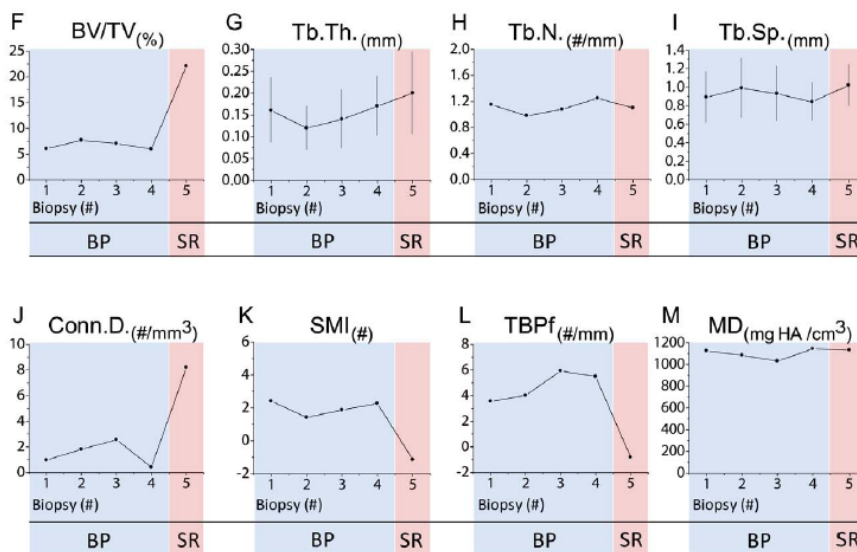 F BV/TV(%)
25
20
15
10
5
0
1 2 3 4 5
Biopsy (#)
BP SR
G Tb.Th.(mm)
0.30
0.25
0.20
0.15
0.10
0.05
0.00
1 2 3 4 5
Biopsy (#)
BP SR
H Tb.N.(#/mm)
2.0
1.6
1.2
0.8
0.4
0.0
1 2 3 4 5
Biopsy (#)
BP SR
I Tb.Sp.(mm)
1.4
1.2
1.0
0.8
0.6
0.4
0.2
0.0
1 2 3 4 5
Biopsy (#)
BP SR
J Conn.D.(#/mm3)
10
8
6
4
2
0
1 2 3 4 5
Biopsy (#)
BP SR
K SMI(#)
6
4
2
0
-2
1 2 3 4 5
Biopsy (#)
BP SR
L TBPf(#/mm)
8
6
4
2
0
-2
1 2 3 4 5
Biopsy (#)
BP SR
M MD(mg HA /cm3)
1200
1000
800
600
400
200
0
1 2 3 4 5
Biopsy (#)
BP SR